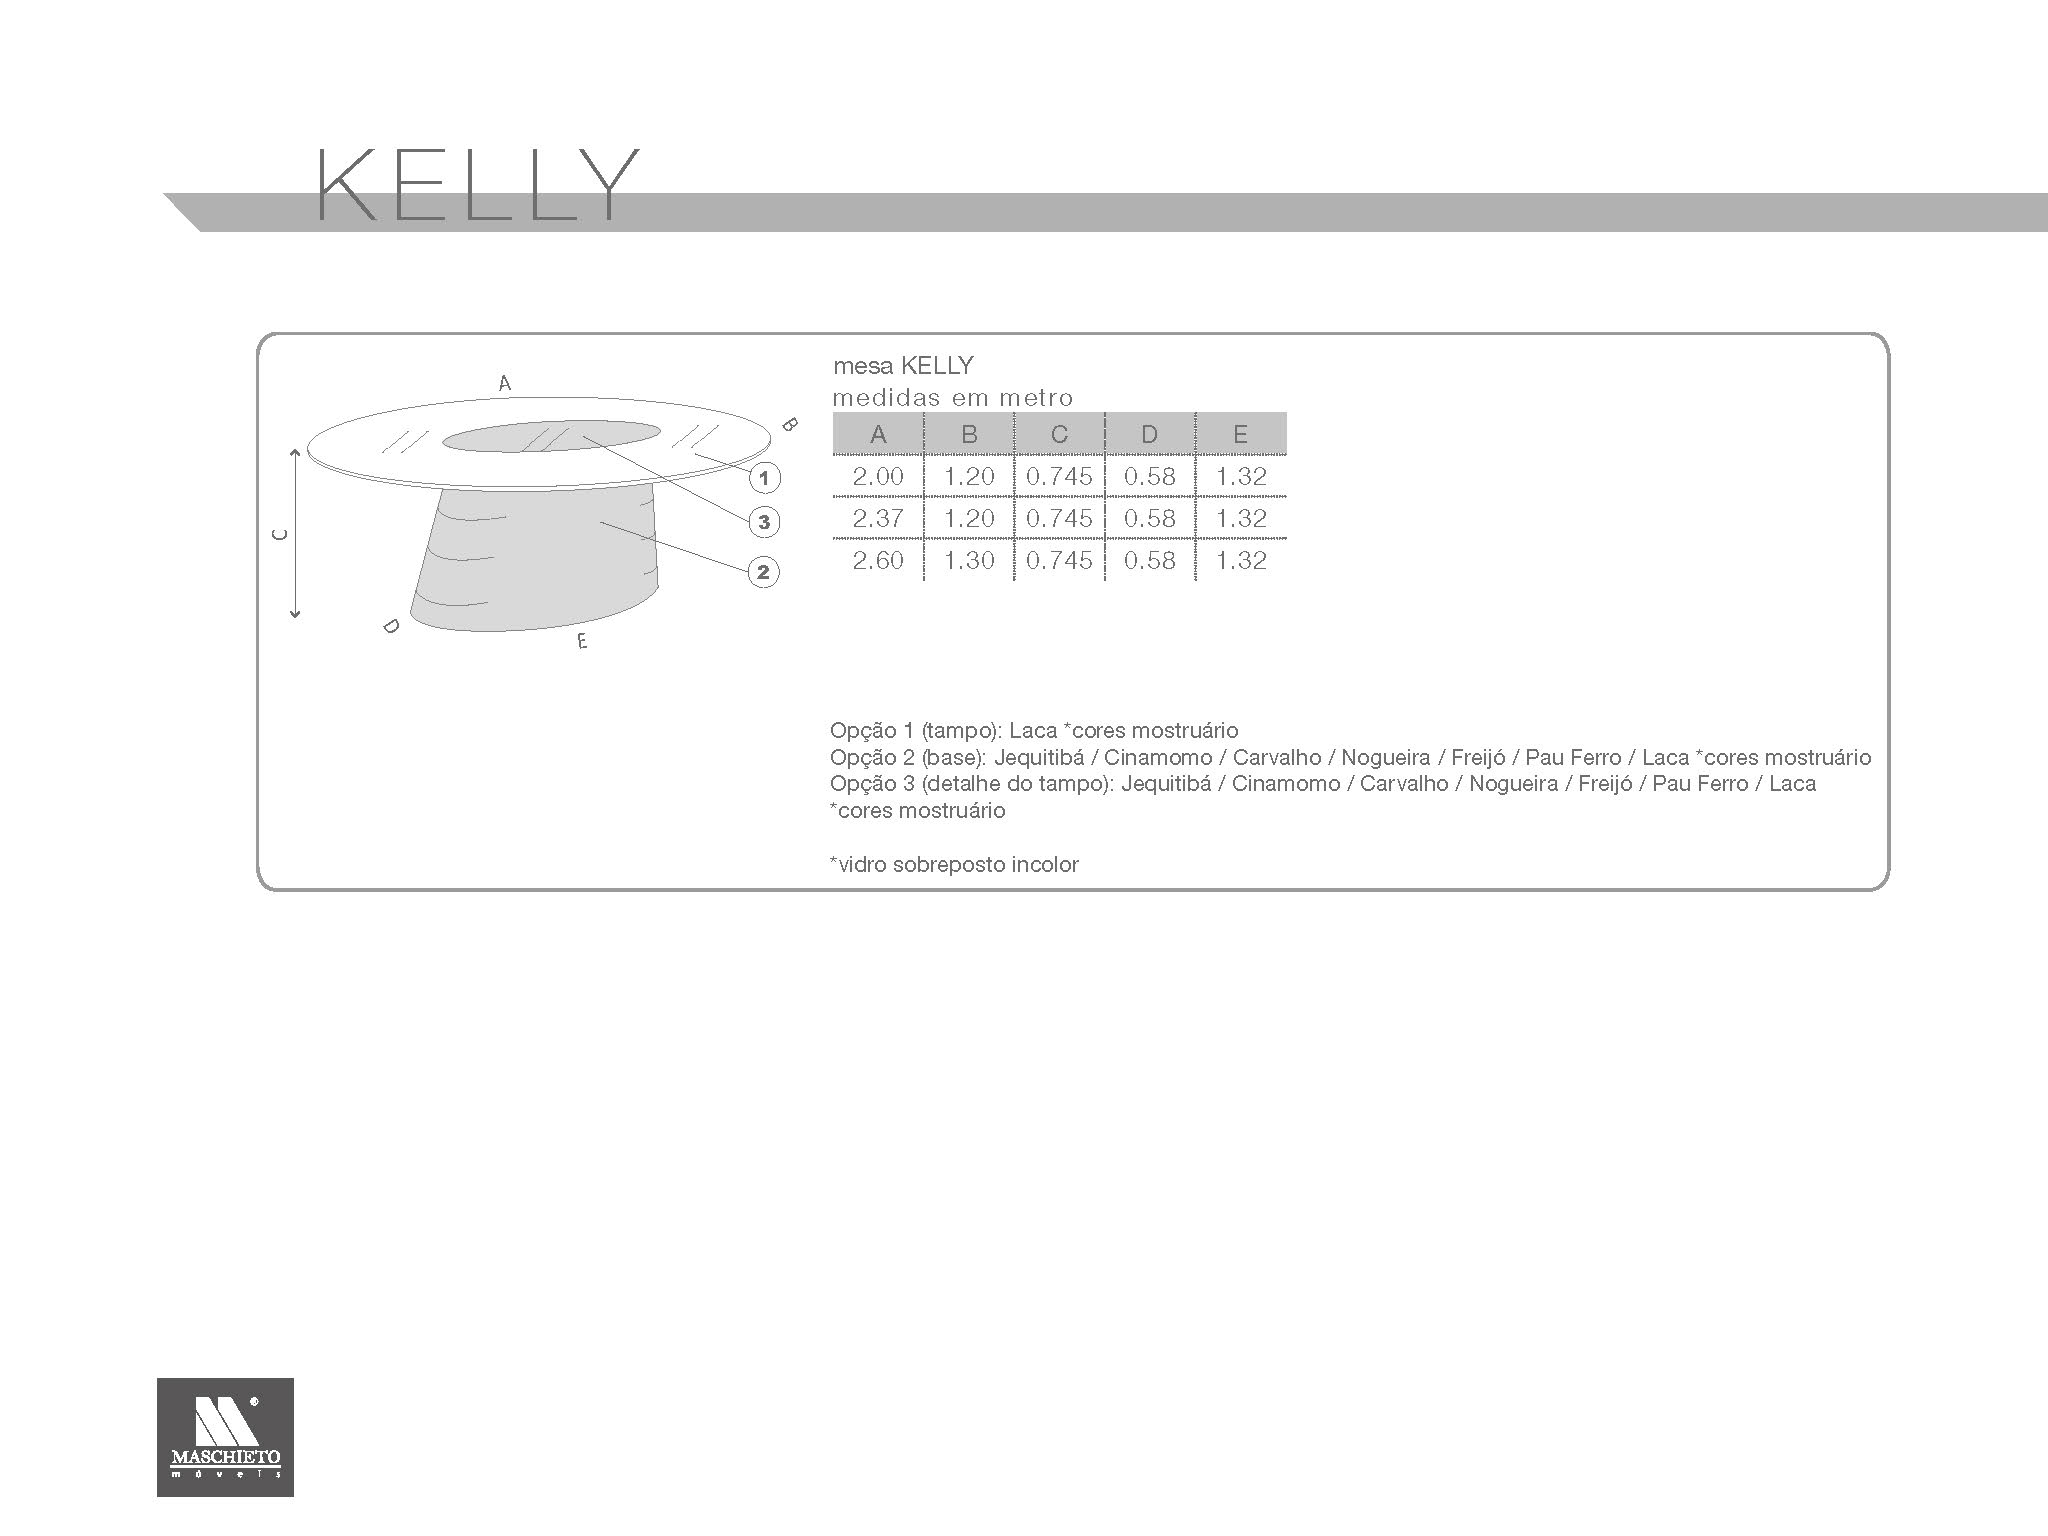 KELLY
mesa KELLY
medidas em metro
A B C D E
2.00 1.20 0.745 0.58 1.32
2.37 1.20 0.745 0.58 1.32
2.60 1.30 0.745 0.58 1.32
A
B
1
3
C
2
D
E
Opção 1 (tampo): Laca *cores mostruário
Opção 2 (base): Jequitibá / Cinamomo / Carvalho / Nogueira / Freijó / Pau Ferro / Laca *cores mostruário
Opção 3 (detalhe do tampo): Jequitibá / Cinamomo / Carvalho / Nogueira / Freijó / Pau Ferro / Laca
*cores mostruário
*vidro sobreposto incolor
®
MASCHIETO
móveis